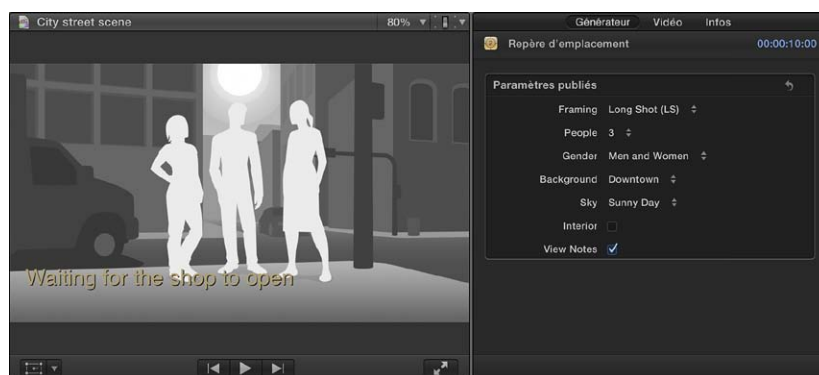 City street scene
80%
Générateur Vidéo Infos
Repère d'emplacement 00:00:10:00
Paramètres publiés
Framing Long Shot (LS)
People 3
Gender Men and Women
Background Downtown
Sky Sunny Day
Interior
View Notes
Waiting for the shop to open